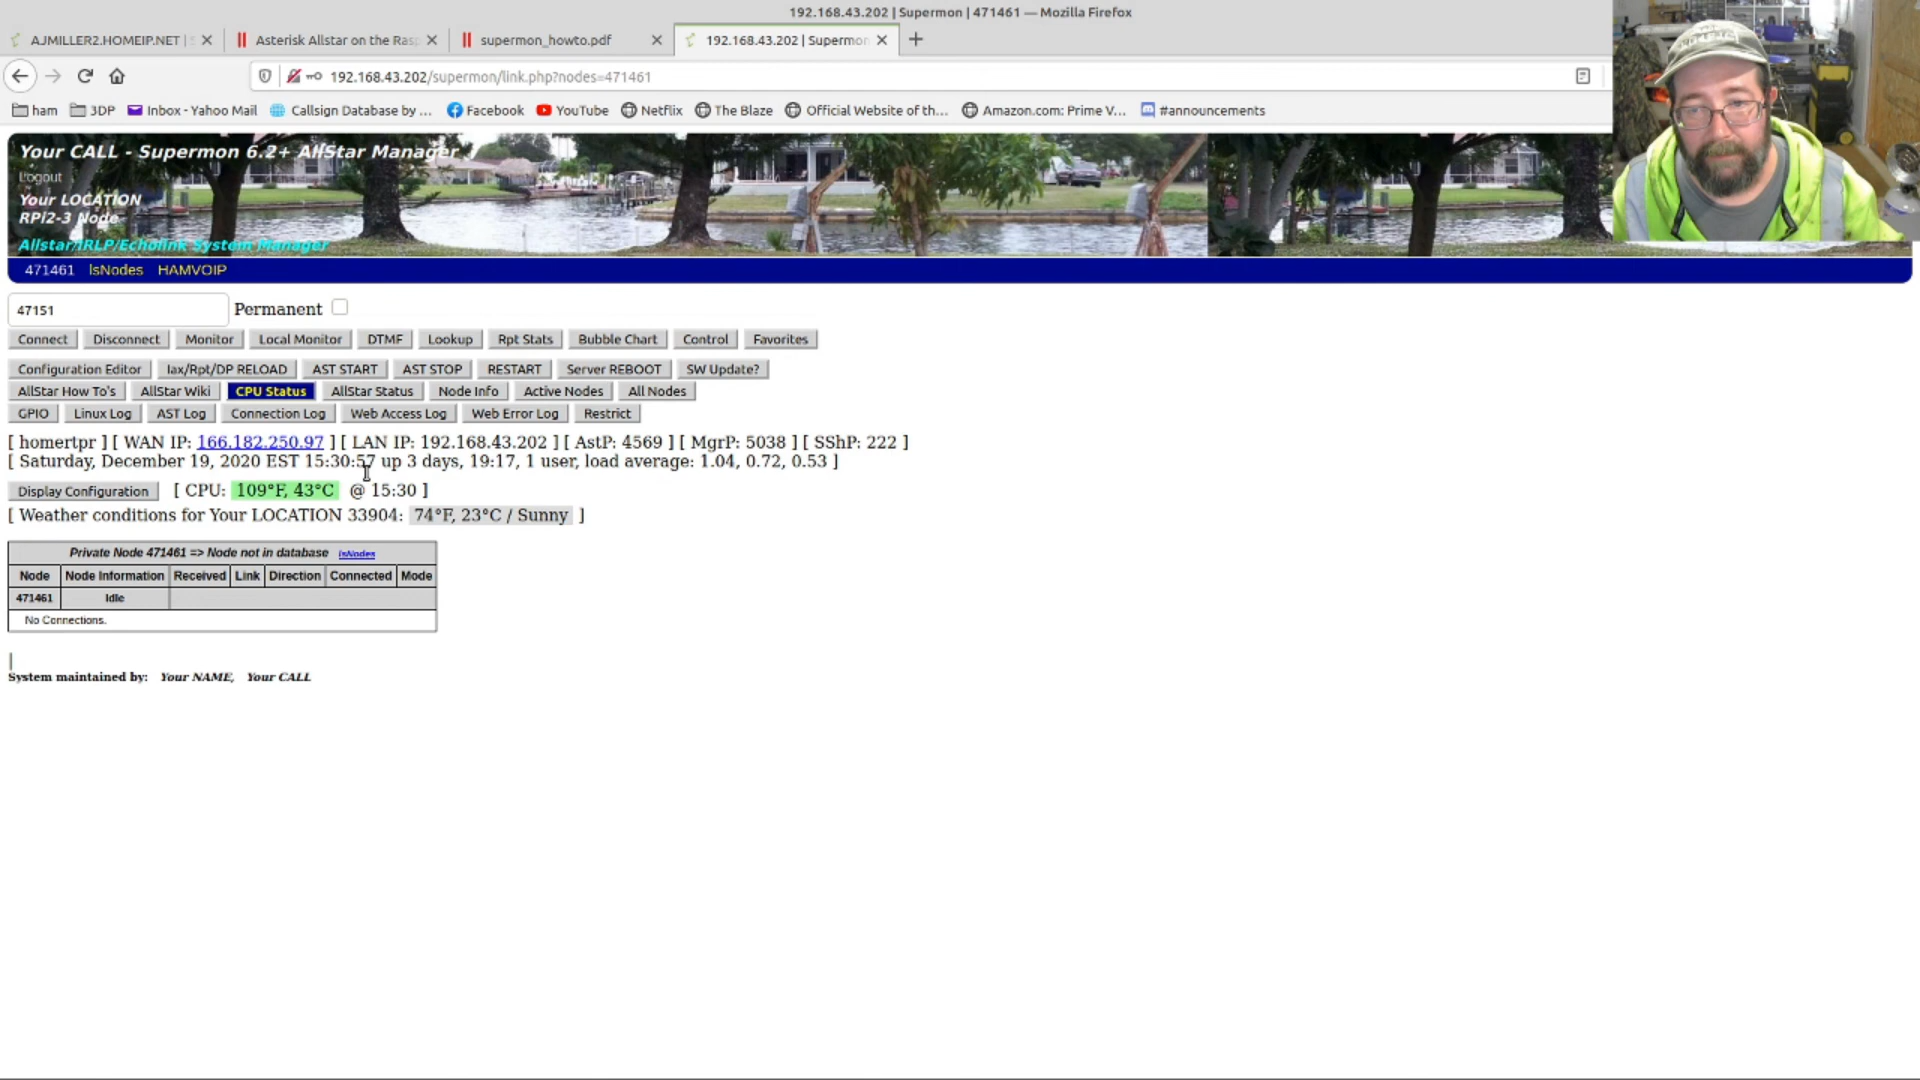 192.168.43.202 | Supermon | 471461 — Mozilla Firefox
AJMILLER2.HOMEIP.NET | Asterisk Allstar on the Ras supermon_howto.pdf 192.168.43.202 | Supermon
192.168.43.202/supermon/link.php?nodes=471461
ham 3DP Inbox - Yahoo Mail Callsign Database by ... Facebook YouTube Netflix The Blaze Official Website of th... Amazon.com: Prime V... #announcements
Your CALL - Supermon 6.2+ AllStar Manager
Logout
Your LOCATION
RPi2-3 Node
Allstar/IRLP/Echolink System Manager
471461 lsNodes HAMVOIP
47151 Permanent
Connect Disconnect Monitor Local Monitor DTMF Lookup Rpt Stats Bubble Chart Control Favorites
Configuration Editor Iax/Rpt/DP RELOAD AST START AST STOP RESTART Server REBOOT SW Update?
AllStar How To's AllStar Wiki CPU Status AllStar Status Node Info Active Nodes All Nodes
GPIO Linux Log AST Log Connection Log Web Access Log Web Error Log Restrict
[ homertpr ] [ WAN IP: 166.182.250.97 ] [ LAN IP: 192.168.43.202 ] [ AstP: 4569 ] [ MgrP: 5038 ] [ SShP: 222 ]
[ Saturday, December 19, 2020 EST 15:30:57 up 3 days, 19:17, 1 user, load average: 1.04, 0.72, 0.53 ]
Display Configuration [ CPU: 109°F, 43°C @ 15:30 ]
[ Weather conditions for Your LOCATION 33904: 74°F, 23°C / Sunny ]
Private Node 471461 => Node not in database lsNodes
Node Node Information Received Link Direction Connected Mode
471461 Idle
No Connections.
|
System maintained by: Your NAME, Your CALL